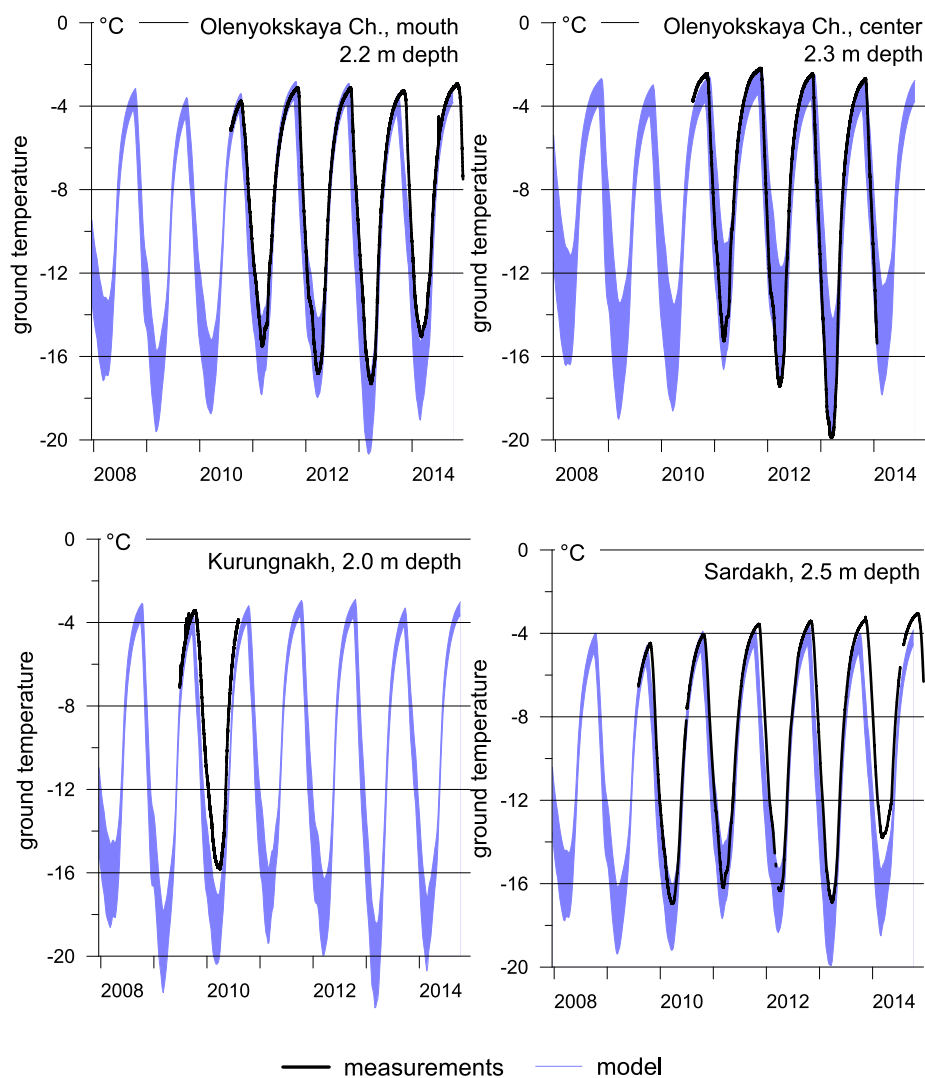 0
°C
Olenyokskaya Ch., mouth
2.2 m depth
-4
-8
-12
-16
-20
ground temperature
2008
2010
2012
2014
0
°C
Olenyokskaya Ch., center
2.3 m depth
-4
-8
-12
-16
-20
ground temperature
2008
2010
2012
2014
0
°C
Kurungnakh, 2.0 m depth
-4
-8
-12
-16
-20
ground temperature
2008
2010
2012
2014
0
°C
Sardakh, 2.5 m depth
-4
-8
-12
-16
-20
ground temperature
2008
2010
2012
2014
measurements
model